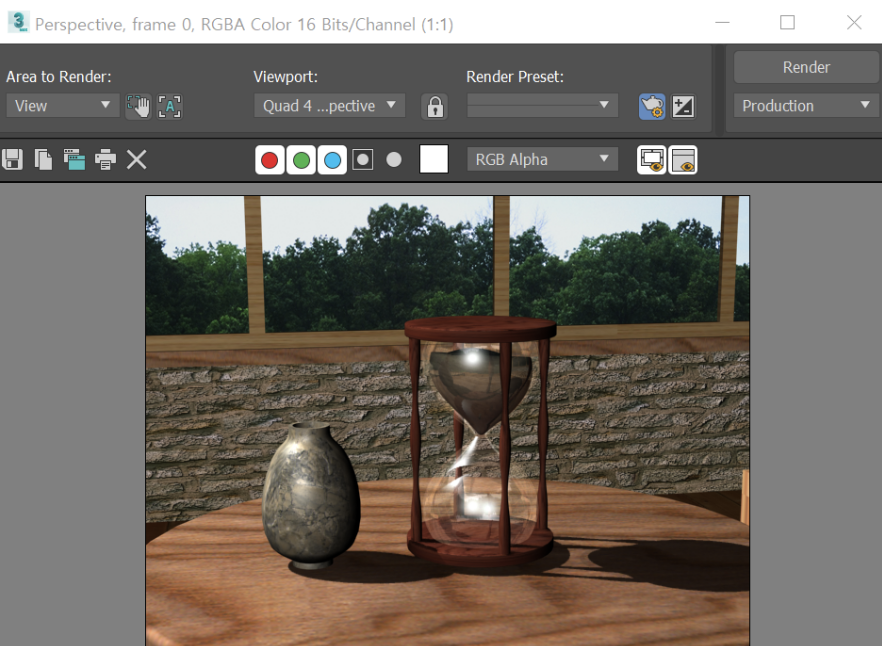 Perspective, frame 0, RGBA Color 16 Bits/Channel (1:1)
Area to Render:
Viewport:
Render Preset:
Render
View
Quad 4 ...pective
Production
RGB Alpha